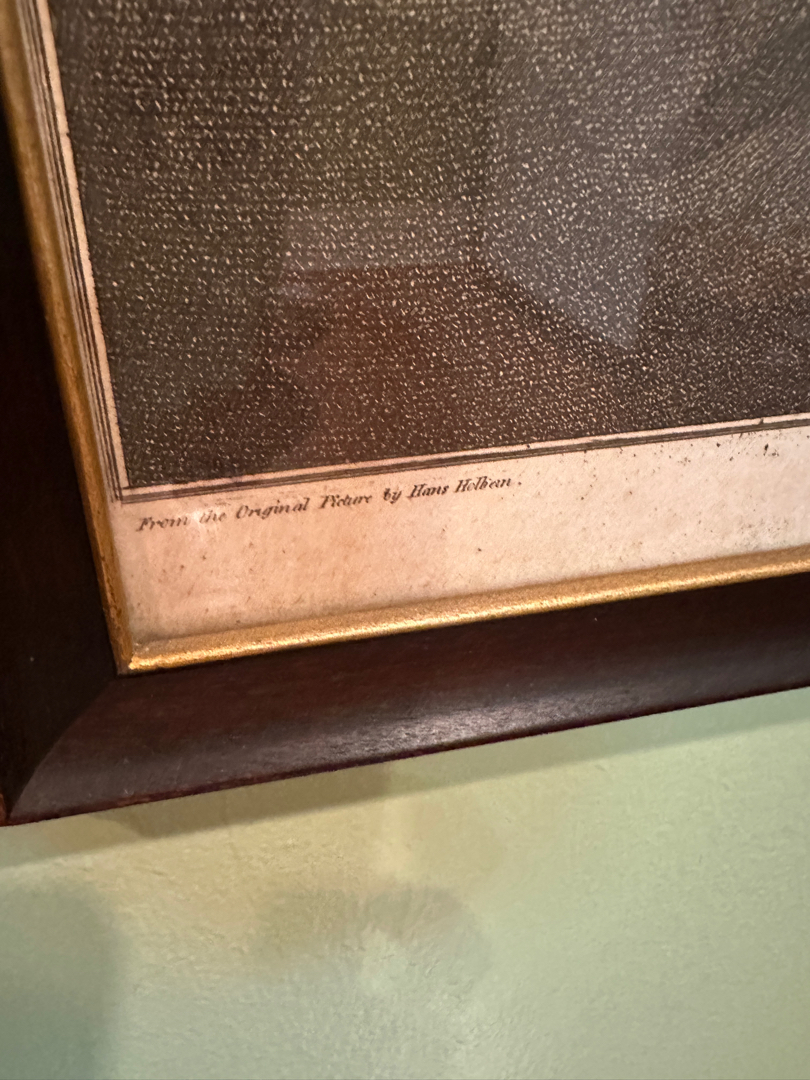 From the Original Picture by Hans Holbein.